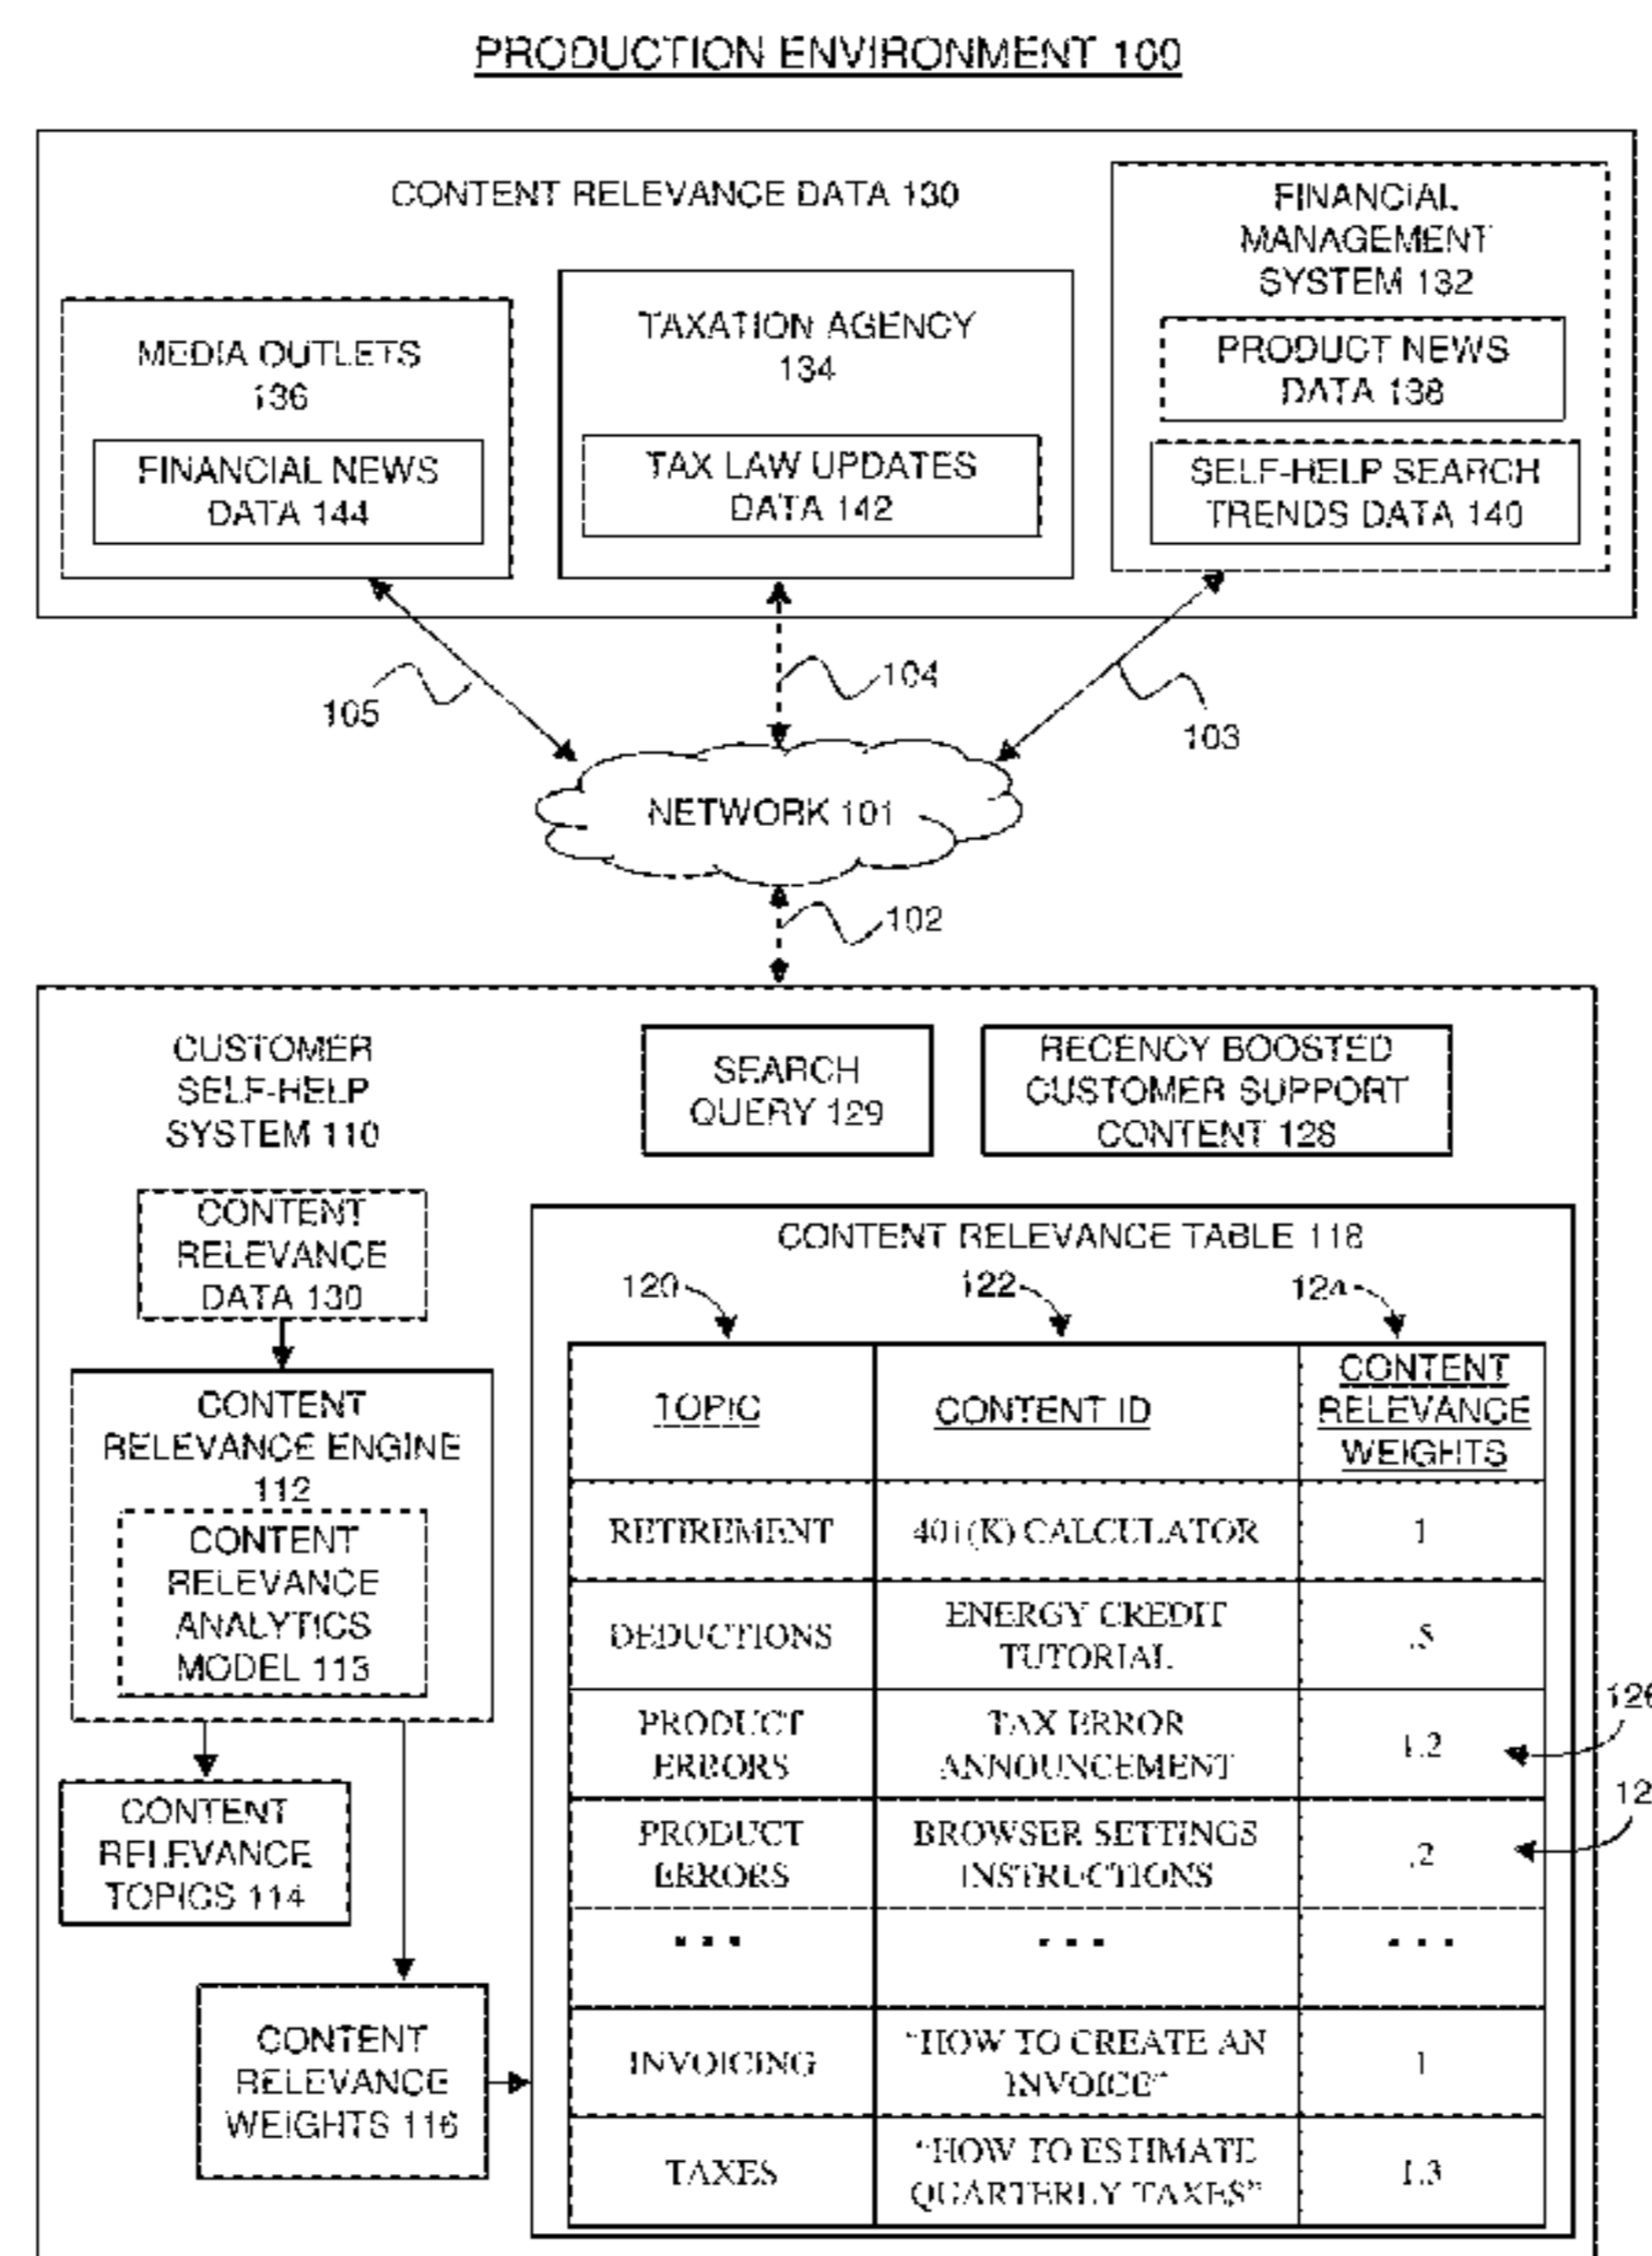 PRODUCTION ENVIRONMENT 100
CONTENT RELEVANCE DATA 130
FINANCIAL
MANAGEMENT
SYSTEM 132
PRODUCT NEWS
DATA 138
SELF-HELP SEARCH
TRENDS DATA 140
TAXATION AGENCY
134
TAX LAW UPDATES
DATA 142
MEDIA OUTLETS
136
FINANCIAL NEWS
DATA 144
105
104
103
NETWORK 101
102
CUSTOMER
SELF-HELP
SYSTEM 110
SEARCH
QUERY 129
RECENCY BOOSTED
CUSTOMER SUPPORT
CONTENT 128
CONTENT
RELEVANCE
DATA 130
CONTENT
RELEVANCE ENGINE
112
CONTENT
RELEVANCE
ANALYTICS
MODEL 113
CONTENT
RELEVANCE
TOPICS 114
CONTENT
RELEVANCE
WEIGHTS 116
CONTENT RELEVANCE TABLE 118
120
122
124
TOPIC
CONTENT ID
CONTENT
RELEVANCE
WEIGHTS
RETIREMENT
401(K) CALCULATOR
1
DEDUCTIONS
ENERGY CREDIT
TUTORIAL
.5
PRODUCT
ERRORS
TAX ERROR
ANNOUNCEMENT
1.2
126
PRODUCT
ERRORS
BROWSER SETTINGS
INSTRUCTIONS
.2
...
...
...
INVOICING
“HOW TO CREATE AN
INVOICE”
1
TAXES
“HOW TO ESTIMATE
QUARTERLY TAXES”
1.3